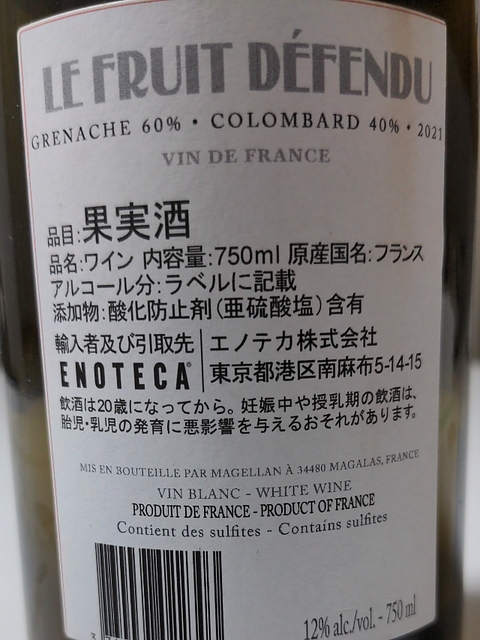 LE FRUIT DÉFENDU
GRENACHE 60% • COLOMBARD 40% • 2021
VIN DE FRANCE
品目:果実酒
品名:ワイン 内容量:750ml 原産国名:フランス
アルコール分:ラベルに記載
添加物:酸化防止剤(亜硫酸塩)含有
輸入者及び引取先 エノテカ株式会社
ENOTECA® 東京都港区南麻布5-14-15
飲酒は20歳になってから。妊娠中や授乳期の飲酒は、
胎児・乳児の発育に悪影響を与えるおそれがあります。
MIS EN BOUTEILLE PAR MAGELLAN À 34480 MAGALAS, FRANCE
VIN BLANC - WHITE WINE
PRODUIT DE FRANCE - PRODUCT OF FRANCE
Contient des sulfites - Contains sulfites
3
12% alc./vol. - 750 ml